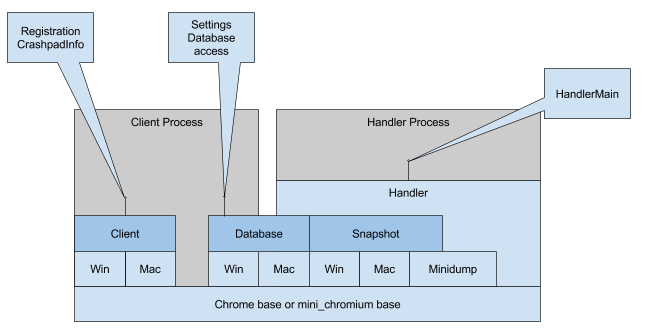 Registration
CrashpadInfo
Settings
Database
access
HandlerMain
Client Process
Handler Process
Handler
Client
Database
Snapshot
Win
Mac
Win
Mac
Win
Mac
Minidump
Chrome base or mini_chromium base